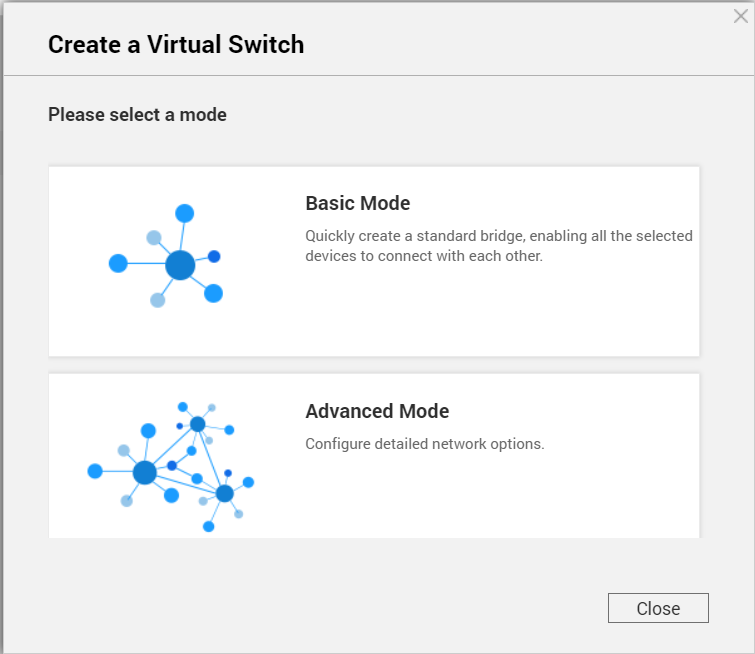 Create a Virtual Switch
Please select a mode
Basic Mode
Quickly create a standard bridge, enabling all the selected
devices to connect with each other.
Advanced Mode
Configure detailed network options.
Close